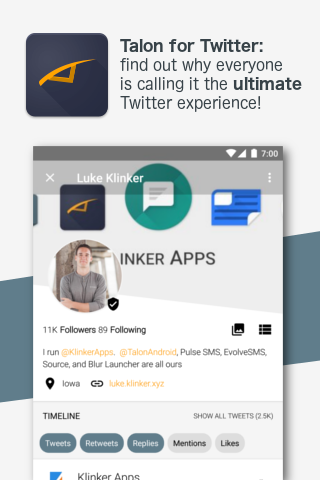 Talon for Twitter:
find out why everyone
is calling it the ultimate
Twitter experience!
7:00
Luke Klinker
INKER APPS
11K Followers 89 Following
I run @KlinkerApps, @TalonAndroid, Pulse SMS, EvolveSMS,
Source, and Blur Launcher are all ours
Iowa luke.klinker.xyz
TIMELINE SHOW ALL TWEETS (2.5K)
Tweets Retweets Replies Mentions Likes
Klinker Apps